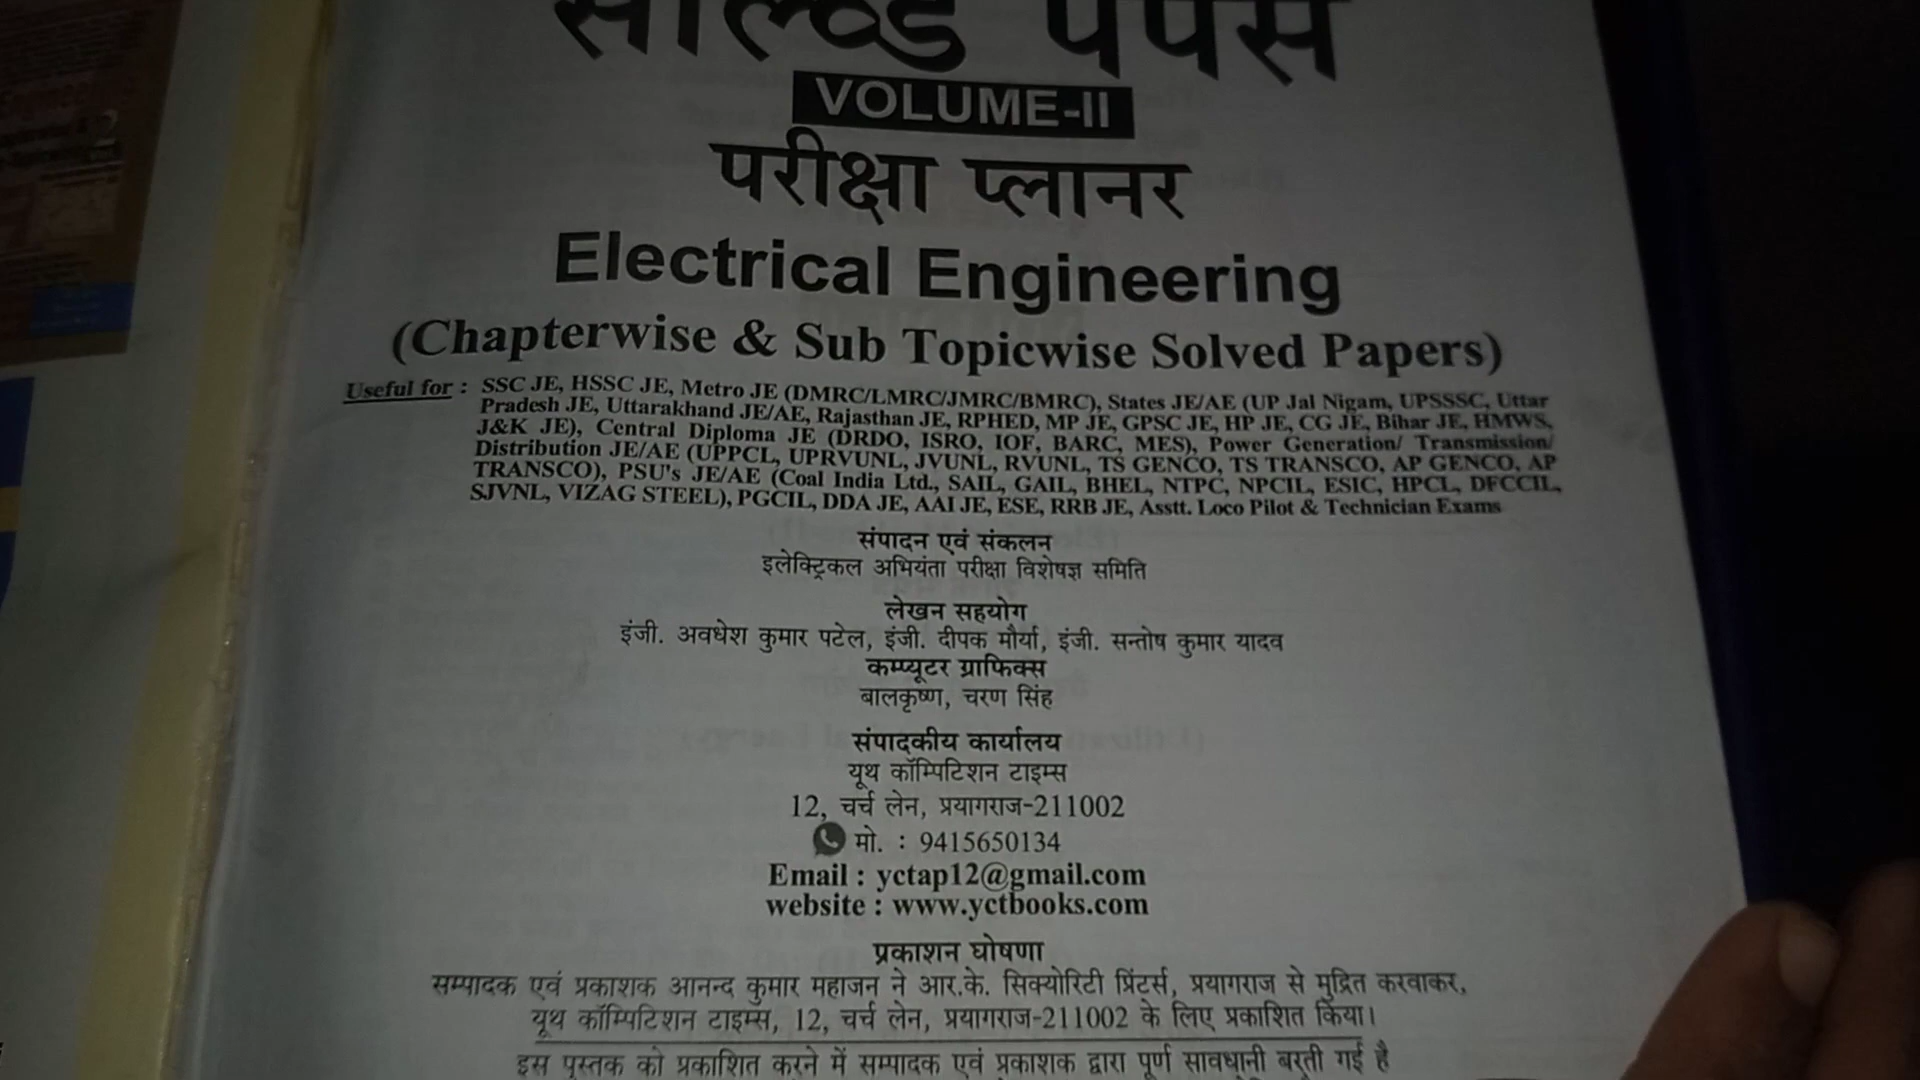 साल्व्ड पेपर्स
VOLUME-II
परीक्षा प्लानर
Electrical Engineering
(Chapterwise & Sub Topicwise Solved Papers)
Useful for : SSC JE, HSSC JE, Metro JE (DMRC/LMRC/JMRC/BMRC), States JE/AE (UP Jal Nigam, UPSSSC, Uttar
Pradesh JE, Uttarakhand JE/AE, Rajasthan JE, RPHED, MP JE, GPSC JE, HP JE, CG JE, Bihar JE, HMWS,
J&K JE), Central Diploma JE (DRDO, ISRO, IOF, BARC, MES), Power Generation/ Transmission/
Distribution JE/AE (UPPCL, UPRVUNL, JVUNL, RVUNL, TS GENCO, TS TRANSCO, AP GENCO, AP
TRANSCO), PSU's JE/AE (Coal India Ltd., SAIL, GAIL, BHEL, NTPC, NPCIL, ESIC, HPCL, DFCCIL,
SJVNL, VIZAG STEEL), PGCIL, DDA JE, AAI JE, ESE, RRB JE, Asstt. Loco Pilot & Technician Exams
संपादन एवं संकलन
इलेक्ट्रिकल अभियंता परीक्षा विशेषज्ञ समिति
लेखन सहयोग
इंजी. अवधेश कुमार पटेल, इंजी. दीपक मौर्या, इंजी. सन्तोष कुमार यादव
कम्प्यूटर ग्राफिक्स
बालकृष्ण, चरण सिंह
संपादकीय कार्यालय
यूथ कॉम्पिटिशन टाइम्स
12, चर्च लेन, प्रयागराज-211002
मो. : 9415650134
Email : yctap12@gmail.com
website : www.yctbooks.com
प्रकाशन घोषणा
सम्पादक एवं प्रकाशक आनन्द कुमार महाजन ने आर.के. सिक्योरिटी प्रिंटर्स, प्रयागराज से मुद्रित करवाकर,
यूथ कॉम्पिटिशन टाइम्स, 12, चर्च लेन, प्रयागराज-211002 के लिए प्रकाशित किया।
इस पुस्तक को प्रकाशित करने में सम्पादक एवं प्रकाशक द्वारा पूर्ण सावधानी बरती गई है